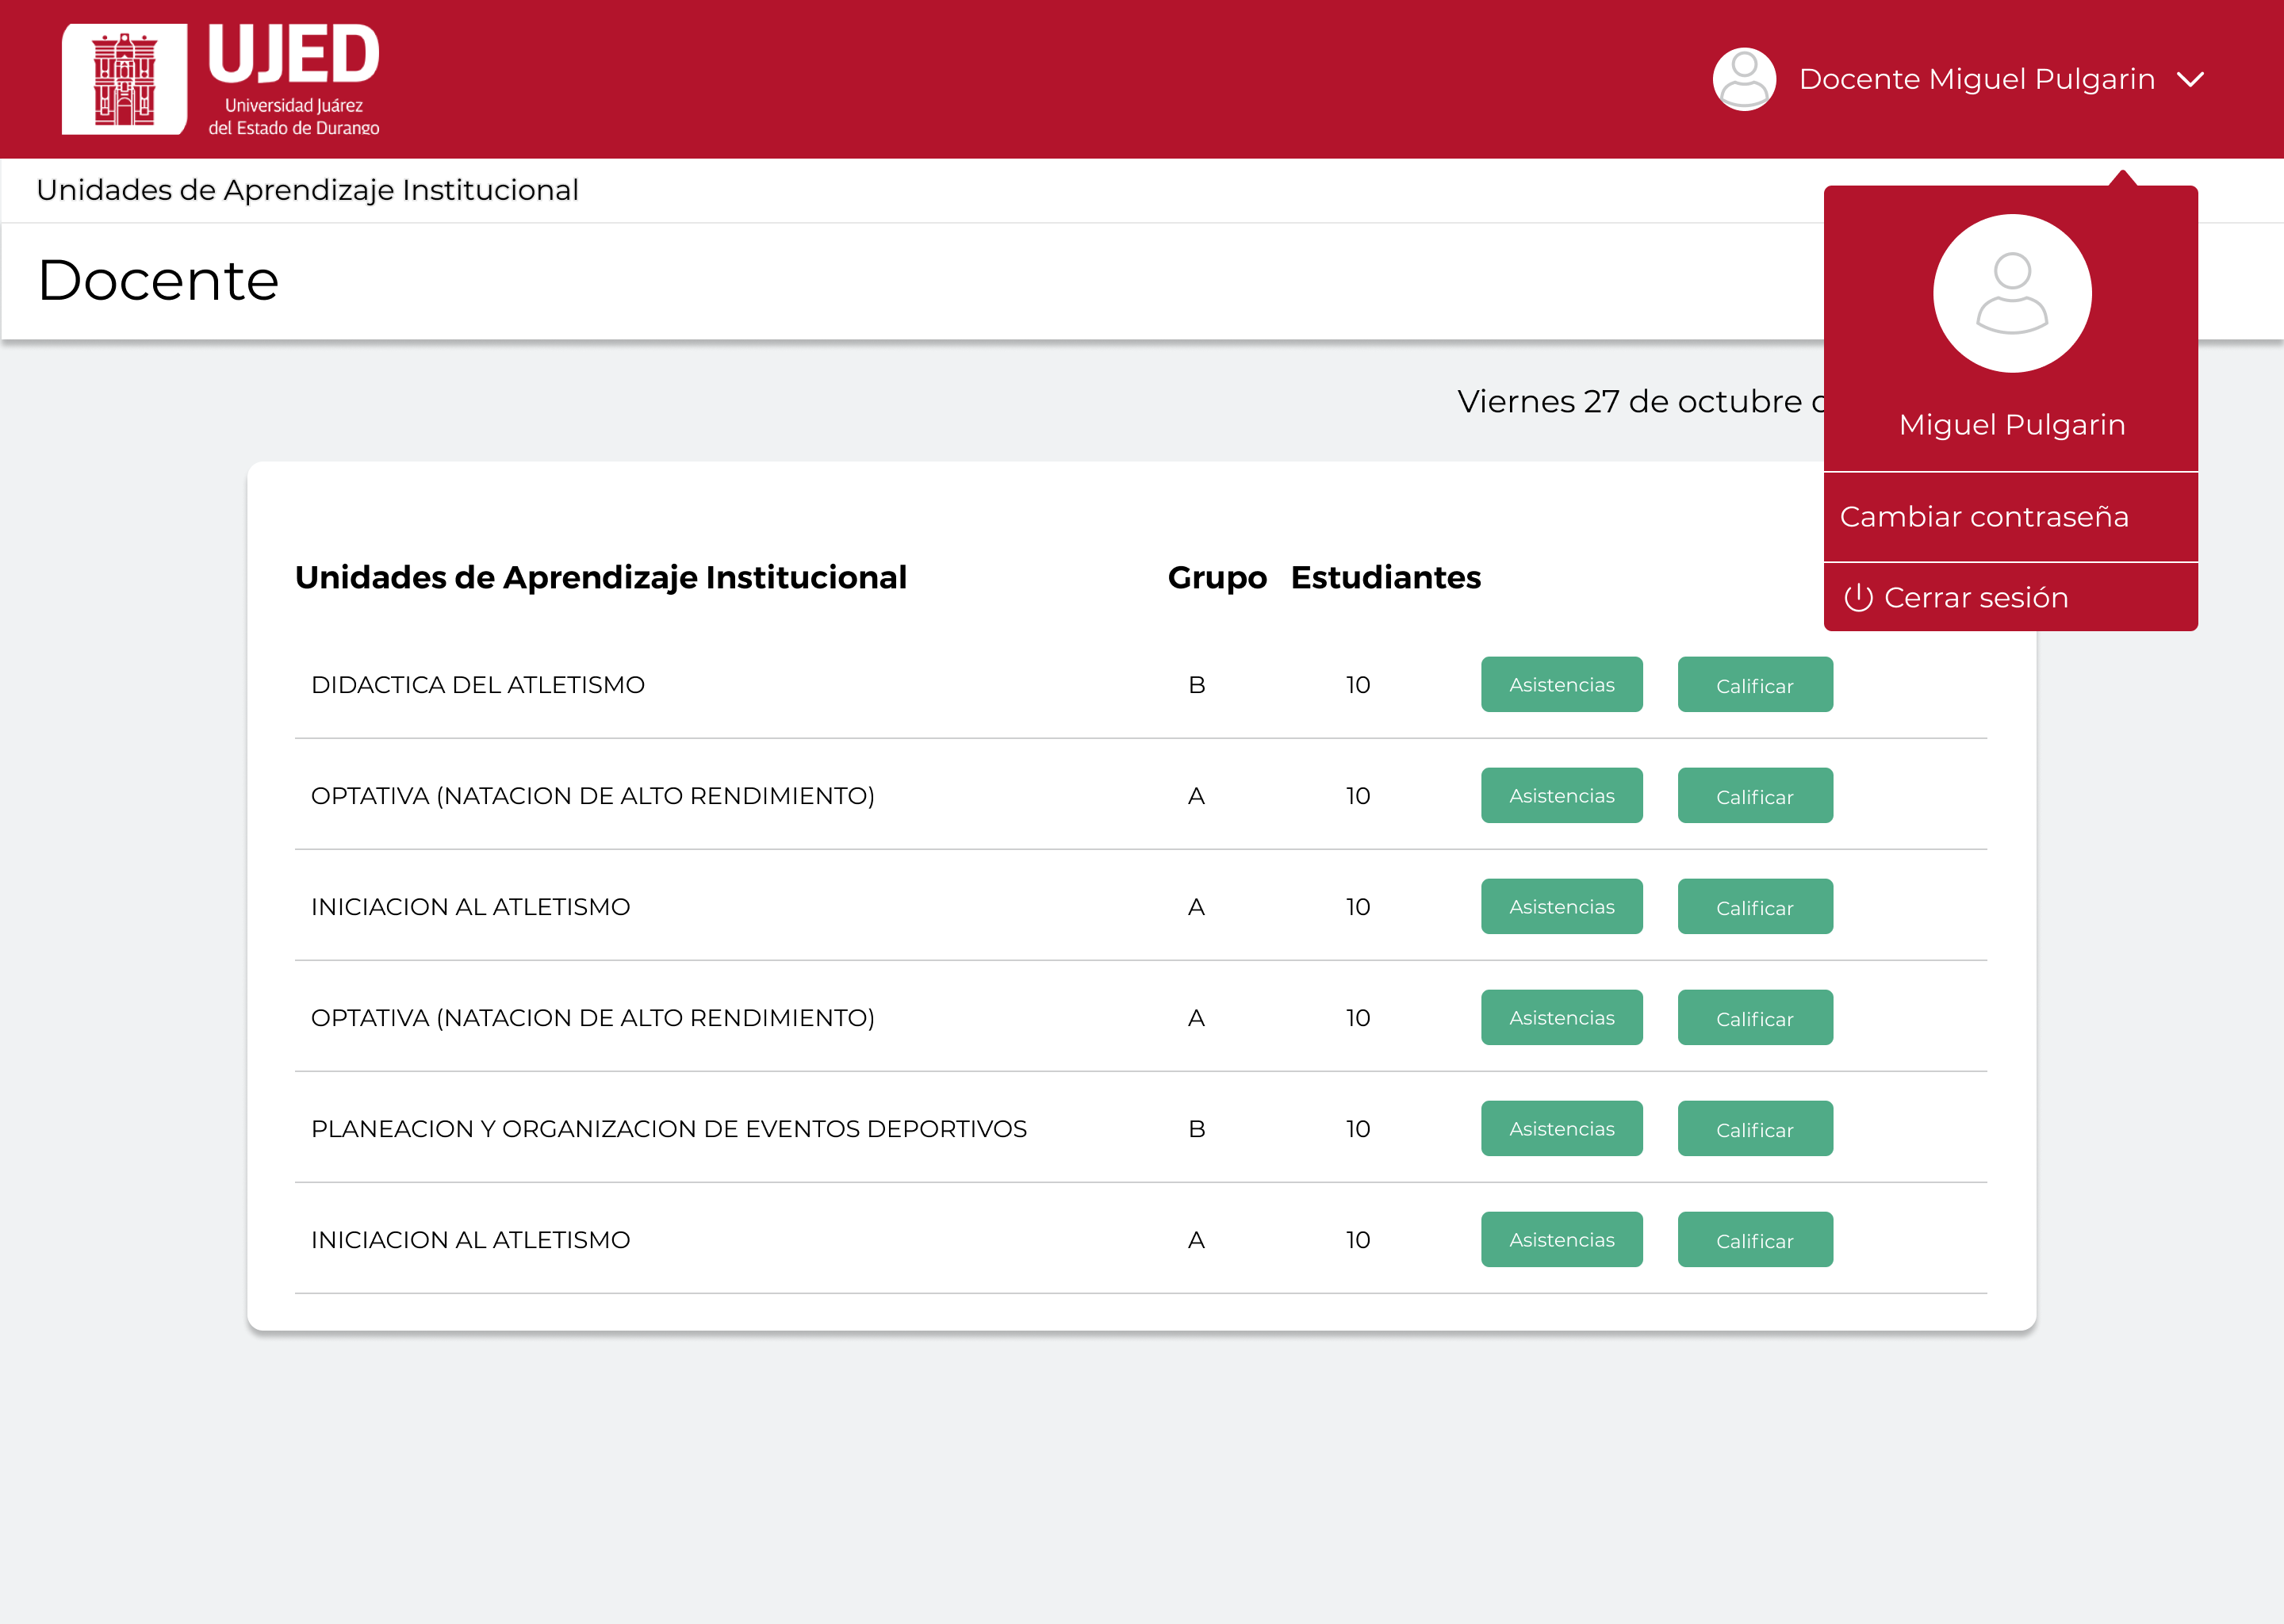 UJED
Universidad Juárez
del Estado de Durango
Docente Miguel Pulgarin
Unidades de Aprendizaje Institucional
Docente
Viernes 27 de octubre
Miguel Pulgarin
Cambiar contraseña
Cerrar sesión
Unidades de Aprendizaje Institucional Grupo Estudiantes
DIDACTICA DEL ATLETISMO B 10 Asistencias Calificar
OPTATIVA (NATACION DE ALTO RENDIMIENTO) A 10 Asistencias Calificar
INICIACION AL ATLETISMO A 10 Asistencias Calificar
OPTATIVA (NATACION DE ALTO RENDIMIENTO) A 10 Asistencias Calificar
PLANEACION Y ORGANIZACION DE EVENTOS DEPORTIVOS B 10 Asistencias Calificar
INICIACION AL ATLETISMO A 10 Asistencias Calificar